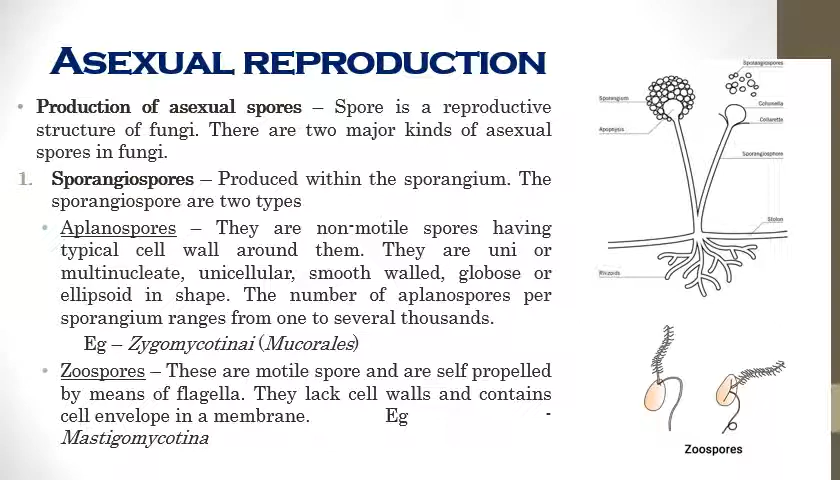 ASEXUAL REPRODUCTION
• Production of asexual spores – Spore is a reproductive
structure of fungi. There are two major kinds of asexual
spores in fungi.
1. Sporangiospores – Produced within the sporangium. The
sporangiospore are two types
• Aplanospores – They are non-motile spores having
typical cell wall around them. They are uni or
multinucleate, unicellular, smooth walled, globose or
ellipsoid in shape. The number of aplanospores per
sporangium ranges from one to several thousands.
Eg – Zygomycotinai (Mucorales)
• Zoospores – These are motile spore and are self propelled
by means of flagella. They lack cell walls and contains
cell envelope in a membrane. Eg -
Mastigomycotina
Sporangiospores
Sporangium
Columella
Apophysis
Collarette
Sporangiosphere
Stolon
Rhizoids
Zoospores